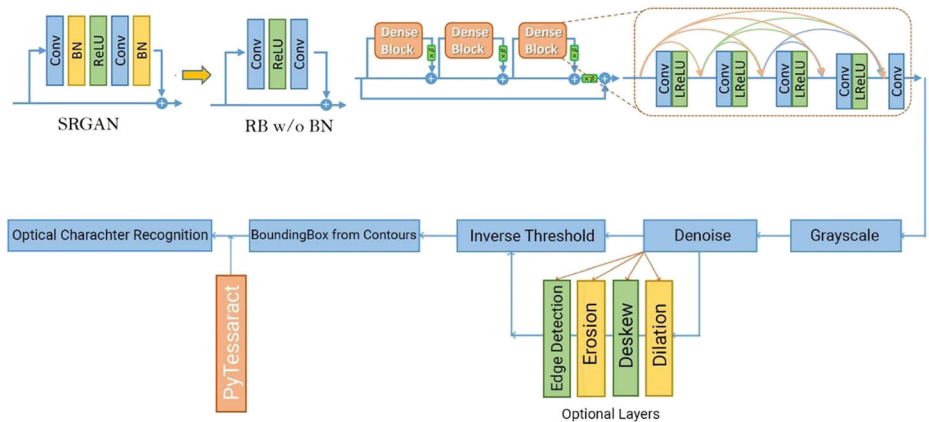 Conv
BN
ReLU
Conv
BN
SRGAN
Conv
ReLU
Conv
RB w/o BN
Dense
Block
Dense
Block
Dense
Block
Conv
LReLU
Conv
LReLU
Conv
LReLU
Conv
LReLU
Conv
Optical Charachter Recognition
BoundingBox from Contours
Inverse Threshold
Denoise
Grayscale
PyTessaract
Edge Detection
Erosion
Deskew
Dilation
Optional Layers